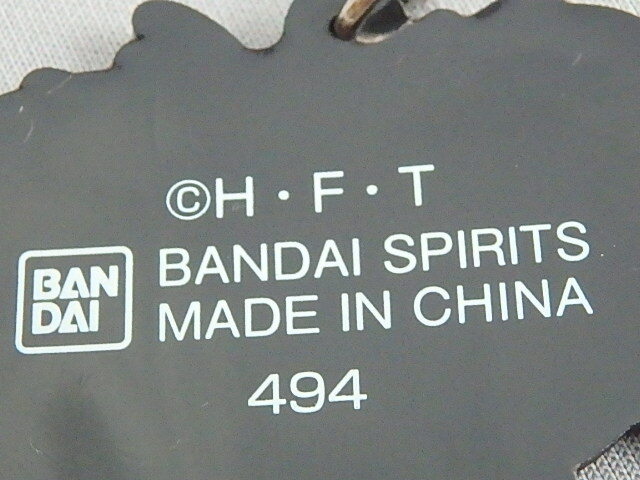 ©H・F・T
BANDAI SPIRITS
MADE IN CHINA
BAN
DAI
494